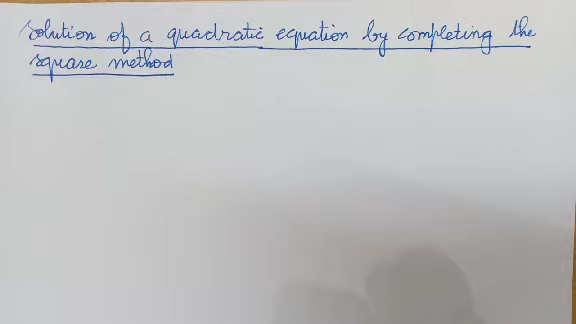 solution of a quadratic equation by completing the
square method